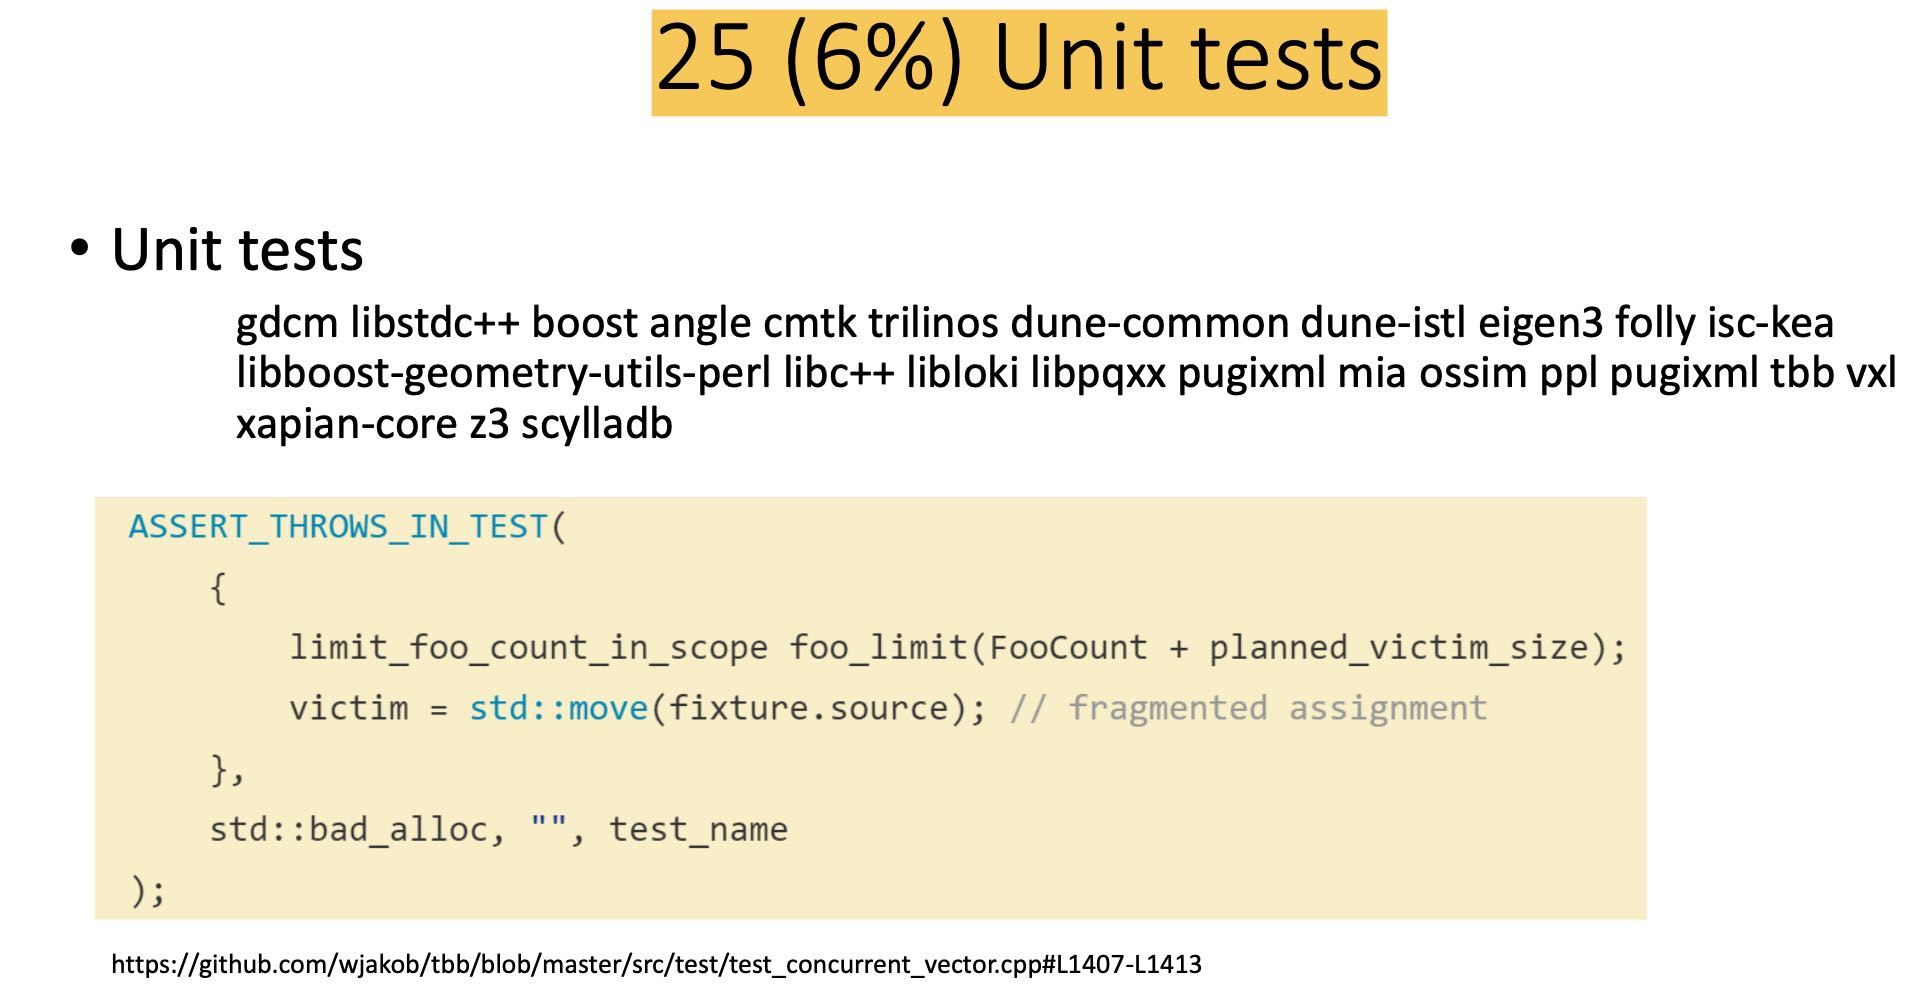 25 (6%) Unit tests
• Unit tests
gdcm libstdc++ boost angle cmtk trilinos dune-common dune-istl eigen3 folly isc-kea
libboost-geometry-utils-perl libc++ libloki libpqxx pugixml mia ossim ppl pugixml tbb vxl
xapian-core z3 scylladb
ASSERT_THROWS_IN_TEST(
    {
        limit_foo_count_in_scope foo_limit(FooCount + planned_victim_size);
        victim = std::move(fixture.source); // fragmented assignment
    },
    std::bad_alloc, "", test_name
);
https://github.com/wjakob/tbb/blob/master/src/test/test_concurrent_vector.cpp#L1407-L1413